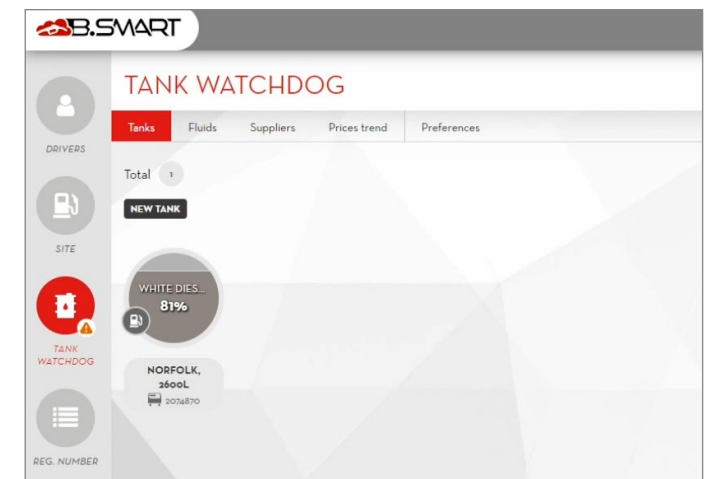 B.SMART
TANK WATCHDOG
Tanks Fluids Suppliers Prices trend Preferences
Total 1
NEW TANK
WHITE DIES...
81%
NORFOLK,
2600L
2074870
DRIVERS
SITE
TANK
WATCHDOG
REG. NUMBER